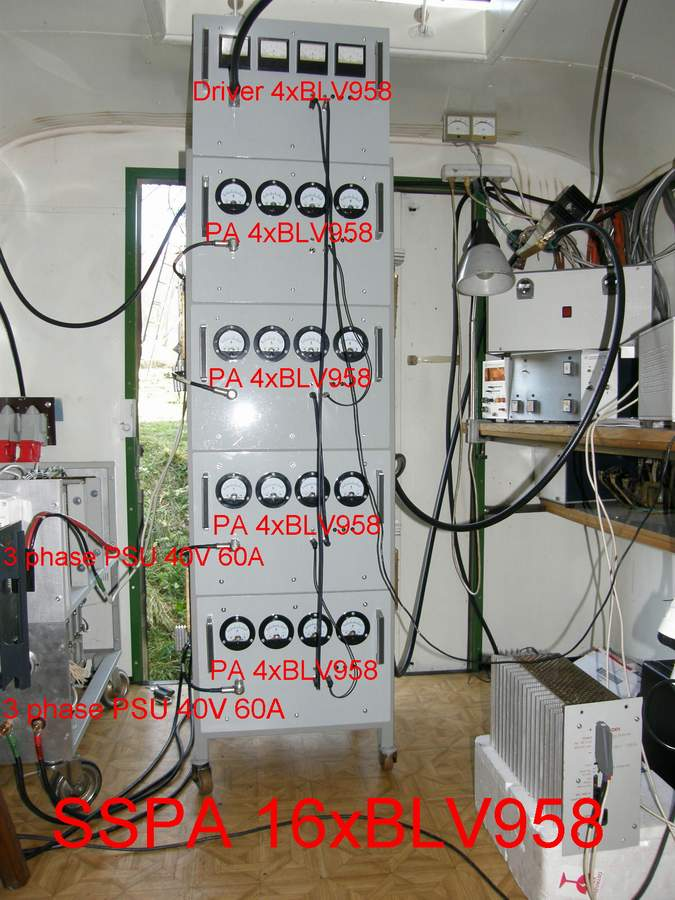 Driver 4xBLV958
PA 4xBLV958
PA 4xBLV958
PA 4xBLV958
3 phase PSU 40V 60A
PA 4xBLV958
3 phase PSU 40V 60A
SSPA 16xBLV958